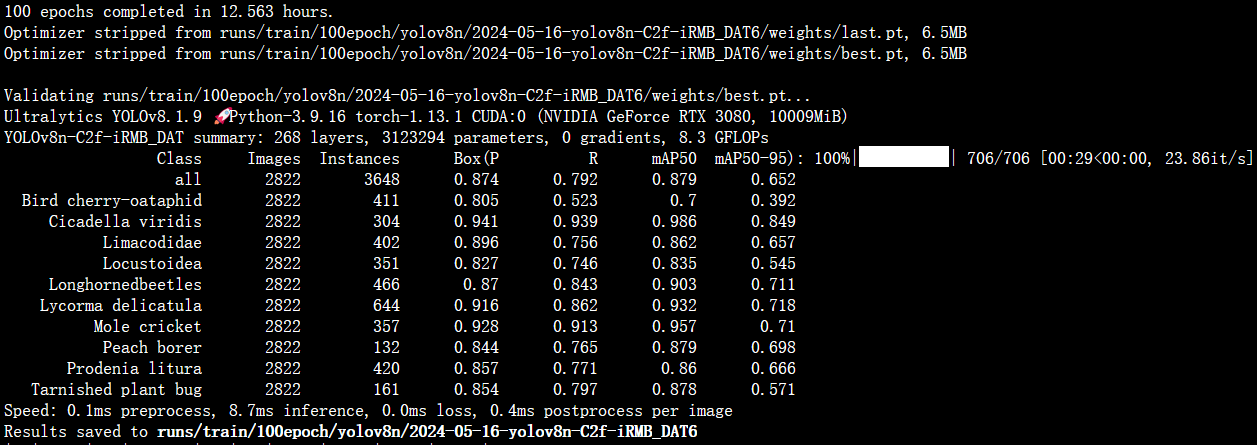 100 epochs completed in 12.563 hours.
Optimizer stripped from runs/train/100epoch/yolov8n/2024-05-16-yolov8n-C2f-iRMB_DAT6/weights/last.pt, 6.5MB
Optimizer stripped from runs/train/100epoch/yolov8n/2024-05-16-yolov8n-C2f-iRMB_DAT6/weights/best.pt, 6.5MB
Validating runs/train/100epoch/yolov8n/2024-05-16-yolov8n-C2f-iRMB_DAT6/weights/best.pt...
Ultralytics YOLOv8.1.9 🚀Python-3.9.16 torch-1.13.1 CUDA:0 (NVIDIA GeForce RTX 3080, 10009MiB)
YOLOv8n-C2f-iRMB_DAT summary: 268 layers, 3123294 parameters, 0 gradients, 8.3 GFLOPs
Class Images Instances Box(P R mAP50 mAP50-95): 100%|██████████| 706/706 [00:29<00:00, 23.86it/s]
all 2822 3648 0.874 0.792 0.879 0.652
Bird cherry-oataphid 2822 411 0.805 0.523 0.7 0.392
Cicadella viridis 2822 304 0.941 0.939 0.986 0.849
Limacodidae 2822 402 0.896 0.756 0.862 0.657
Locustoidea 2822 351 0.827 0.746 0.835 0.545
Longhornedbeetles 2822 466 0.87 0.843 0.903 0.711
Lycorma delicatula 2822 644 0.916 0.862 0.932 0.718
Mole cricket 2822 357 0.928 0.913 0.957 0.71
Peach borer 2822 132 0.844 0.765 0.879 0.698
Prodenia litura 2822 420 0.857 0.771 0.86 0.666
Tarnished plant bug 2822 161 0.854 0.797 0.878 0.571
Speed: 0.1ms preprocess, 8.7ms inference, 0.0ms loss, 0.4ms postprocess per image
Results saved to runs/train/100epoch/yolov8n/2024-05-16-yolov8n-C2f-iRMB_DAT6